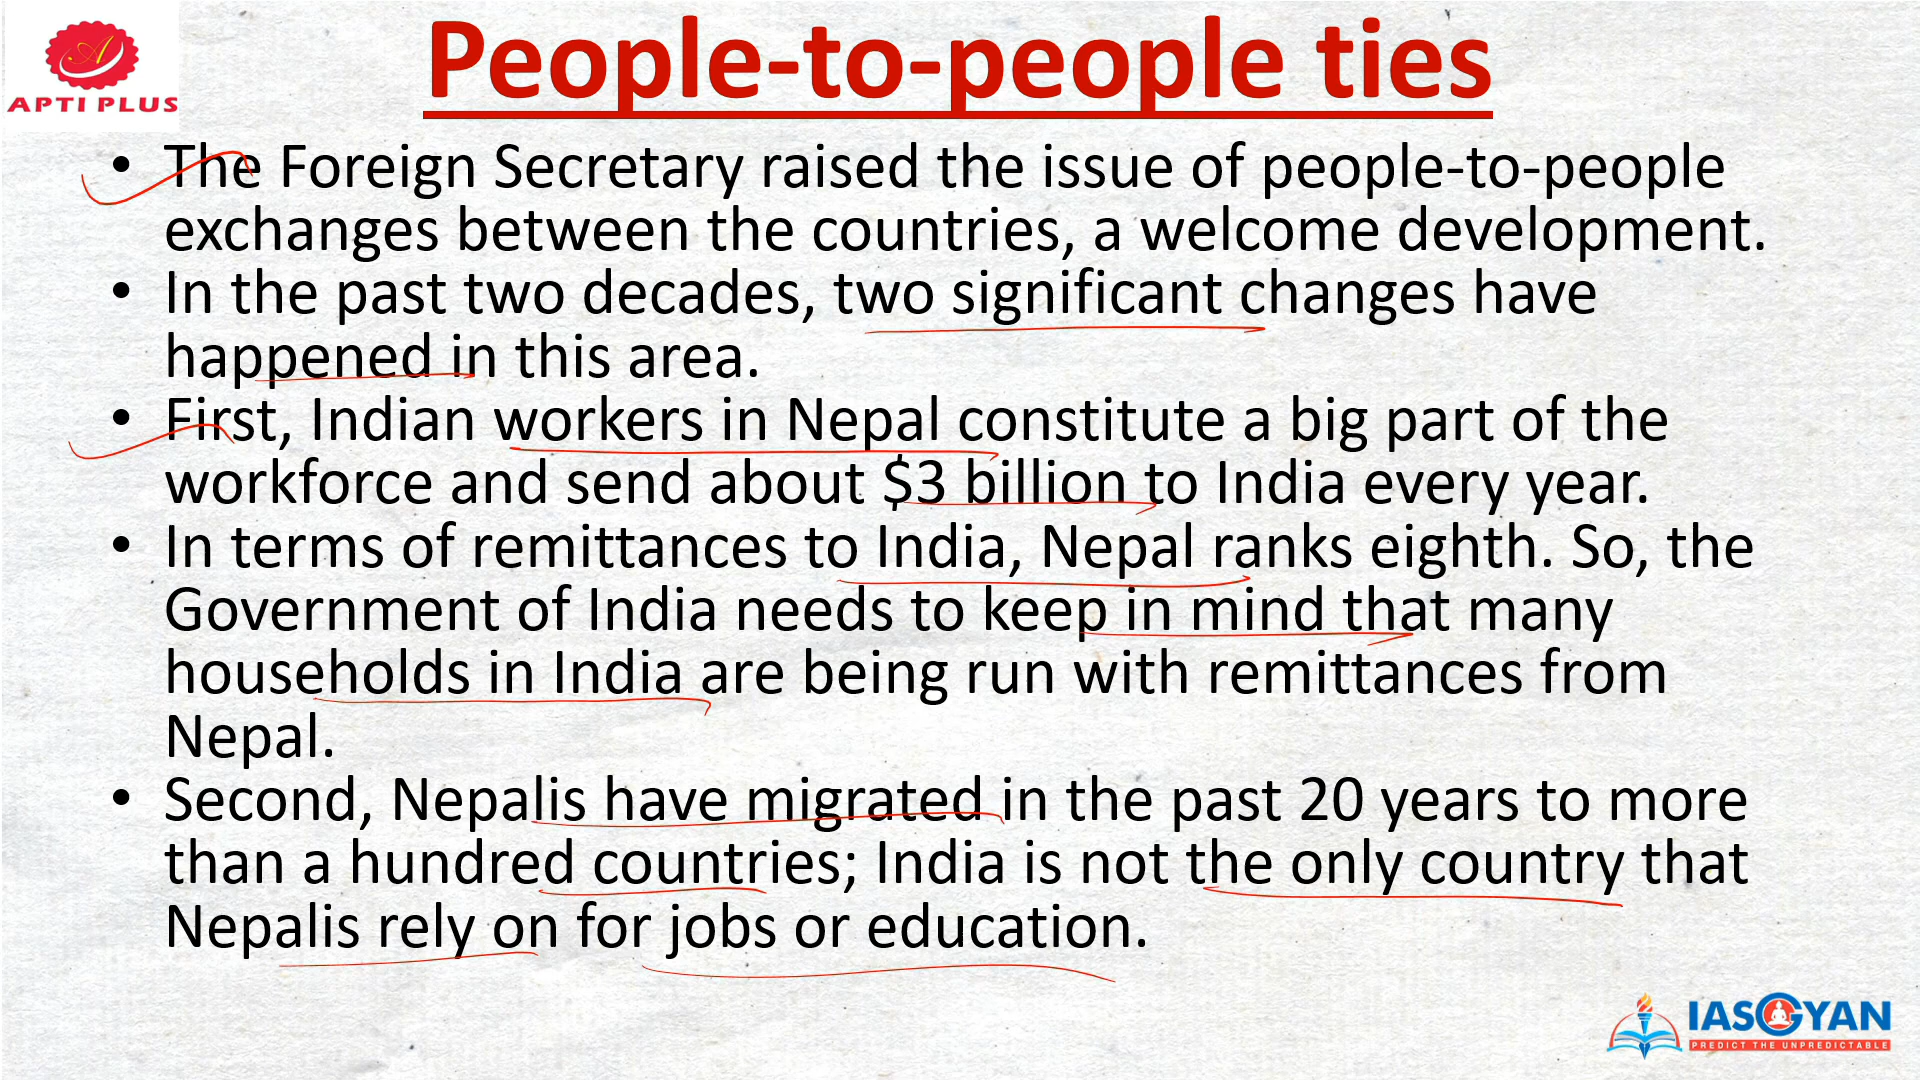 APTI PLUS
People-to-people ties
• The Foreign Secretary raised the issue of people-to-people
exchanges between the countries, a welcome development.
• In the past two decades, two significant changes have
happened in this area.
• First, Indian workers in Nepal constitute a big part of the
workforce and send about $3 billion to India every year.
• In terms of remittances to India, Nepal ranks eighth. So, the
Government of India needs to keep in mind that many
households in India are being run with remittances from
Nepal.
• Second, Nepalis have migrated in the past 20 years to more
than a hundred countries; India is not the only country that
Nepalis rely on for jobs or education.
IASGYAN
PREDICT THE UNPREDICTABLE